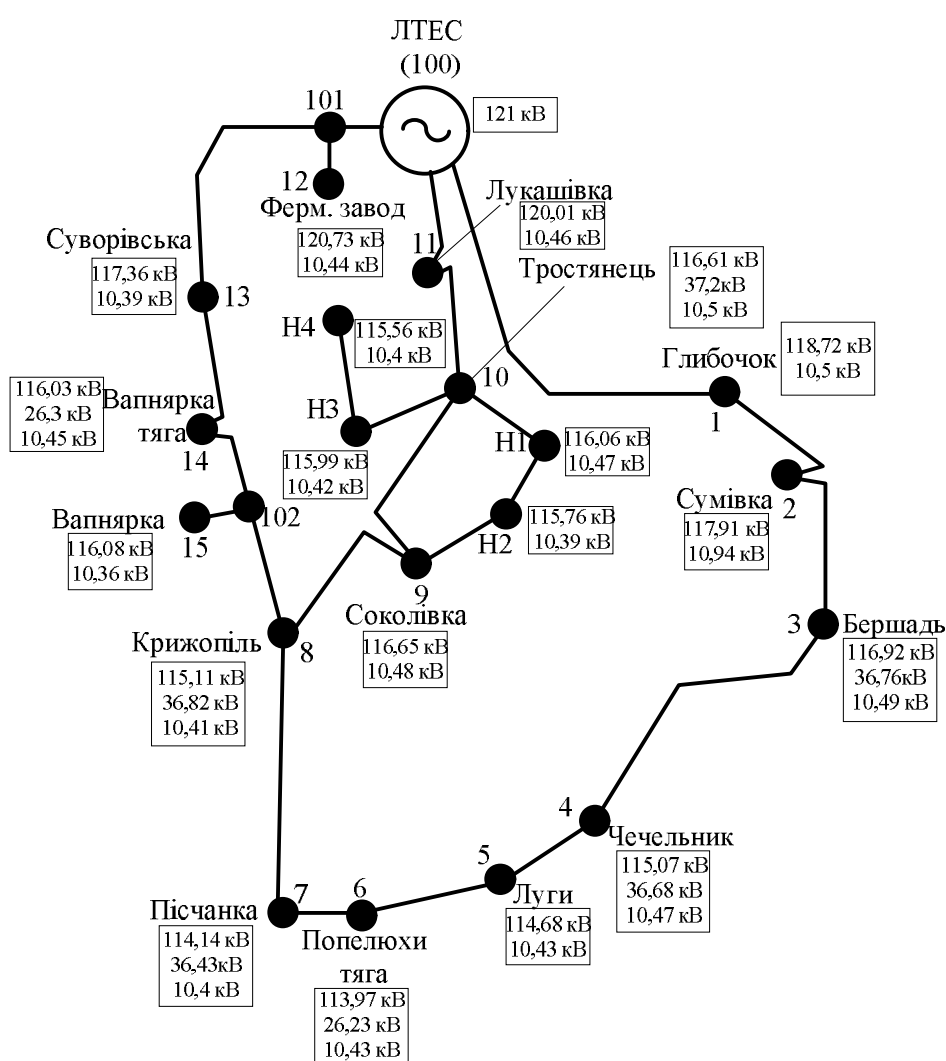 ЛТЕС
(100)
101
121 кВ
12
Ферм. завод
120,73 кВ
10,44 кВ
Лукашівка
120,01 кВ
10,46 кВ
11
Тростянець
116,61 кВ
37,2кВ
10,5 кВ
10
Суворівська
117,36 кВ
10,39 кВ
13
Н4
115,56 кВ
10,4 кВ
Глибочок
118,72 кВ
10,5 кВ
1
116,03 кВ
26,3 кВ
10,45 кВ
Вапнярка
тяга
14
Н3
115,99 кВ
10,42 кВ
Н1
116,06 кВ
10,47 кВ
Сумівка
2
117,91 кВ
10,94 кВ
Вапнярка
15
116,08 кВ
10,36 кВ
102
Н2
115,76 кВ
10,39 кВ
9
Соколівка
116,65 кВ
10,48 кВ
Крижопіль
8
115,11 кВ
36,82 кВ
10,41 кВ
3
Бершадь
116,92 кВ
36,76кВ
10,49 кВ
4
Чечельник
115,07 кВ
36,68 кВ
10,47 кВ
5
Луги
114,68 кВ
10,43 кВ
7
Пісчанка
114,14 кВ
36,43кВ
10,4 кВ
6
Попелюхи
тяга
113,97 кВ
26,23 кВ
10,43 кВ